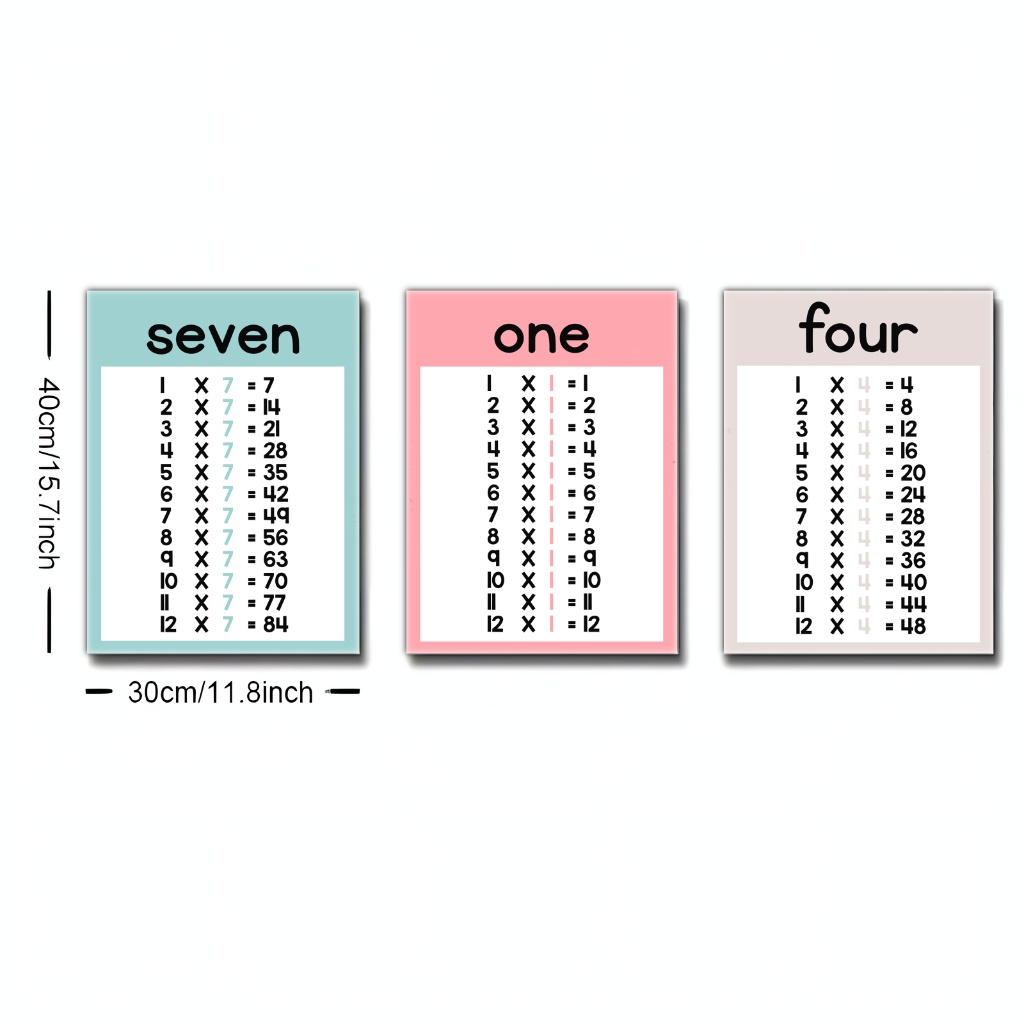 seven
1 X 7 = 7
2 X 7 = 14
3 X 7 = 21
4 X 7 = 28
5 X 7 = 35
6 X 7 = 42
7 X 7 = 49
8 X 7 = 56
9 X 7 = 63
10 X 7 = 70
11 X 7 = 77
12 X 7 = 84
one
1 X 1 = 1
2 X 1 = 2
3 X 1 = 3
4 X 1 = 4
5 X 1 = 5
6 X 1 = 6
7 X 1 = 7
8 X 1 = 8
9 X 1 = 9
10 X 1 = 10
11 X 1 = 11
12 X 1 = 12
four
1 X 4 = 4
2 X 4 = 8
3 X 4 = 12
4 X 4 = 16
5 X 4 = 20
6 X 4 = 24
7 X 4 = 28
8 X 4 = 32
9 X 4 = 36
10 X 4 = 40
11 X 4 = 44
12 X 4 = 48
40cm/15.7inch
30cm/11.8inch